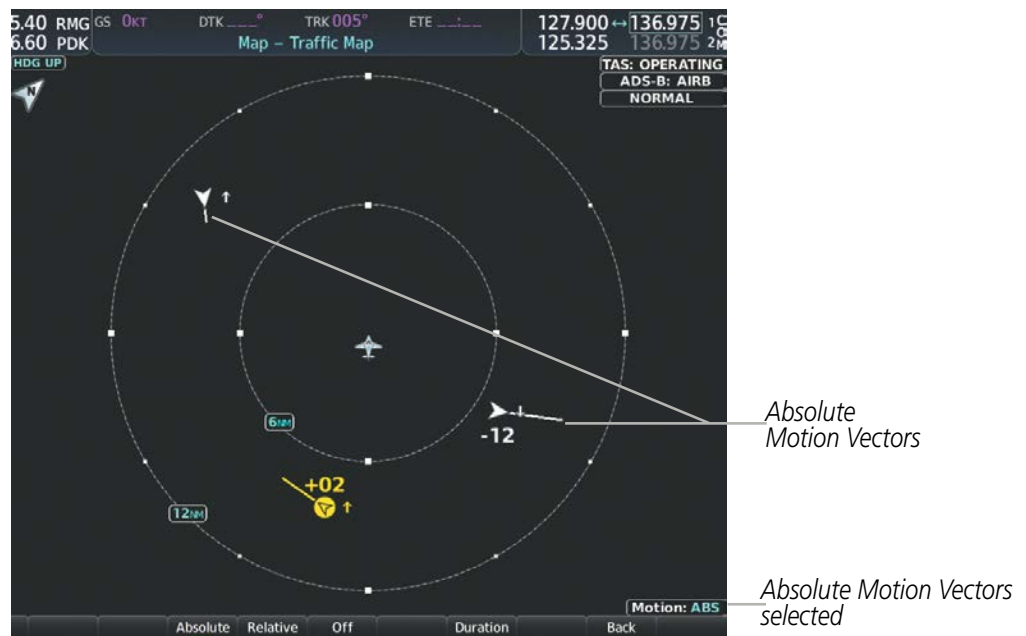 5.40 RMG GS 0KT DTK ___° TRK 005° ETE __:__ 127.900 ↔ 136.975 1
6.60 PDK Map – Traffic Map 125.325 136.975 2
HDG UP
TAS: OPERATING
ADS-B: AIRB
NORMAL
N
6NM
-12
+02
12NM
Absolute
Motion Vectors
Motion: ABS
Absolute Motion Vectors
selected
Absolute Relative Off Duration Back